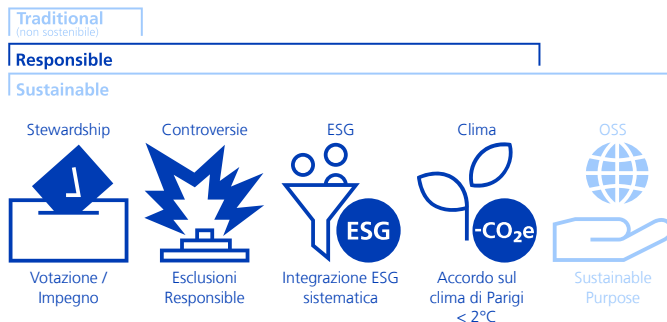 Traditional
(non sostenibile)
Responsible
Sustainable
Stewardship
Controversie
ESG
Clima
OSS
ESG
-CO₂e
Votazione /
Impegno
Esclusioni
Responsible
Integrazione ESG
sistematica
Accordo sul
clima di Parigi
< 2°C
Sustainable
Purpose